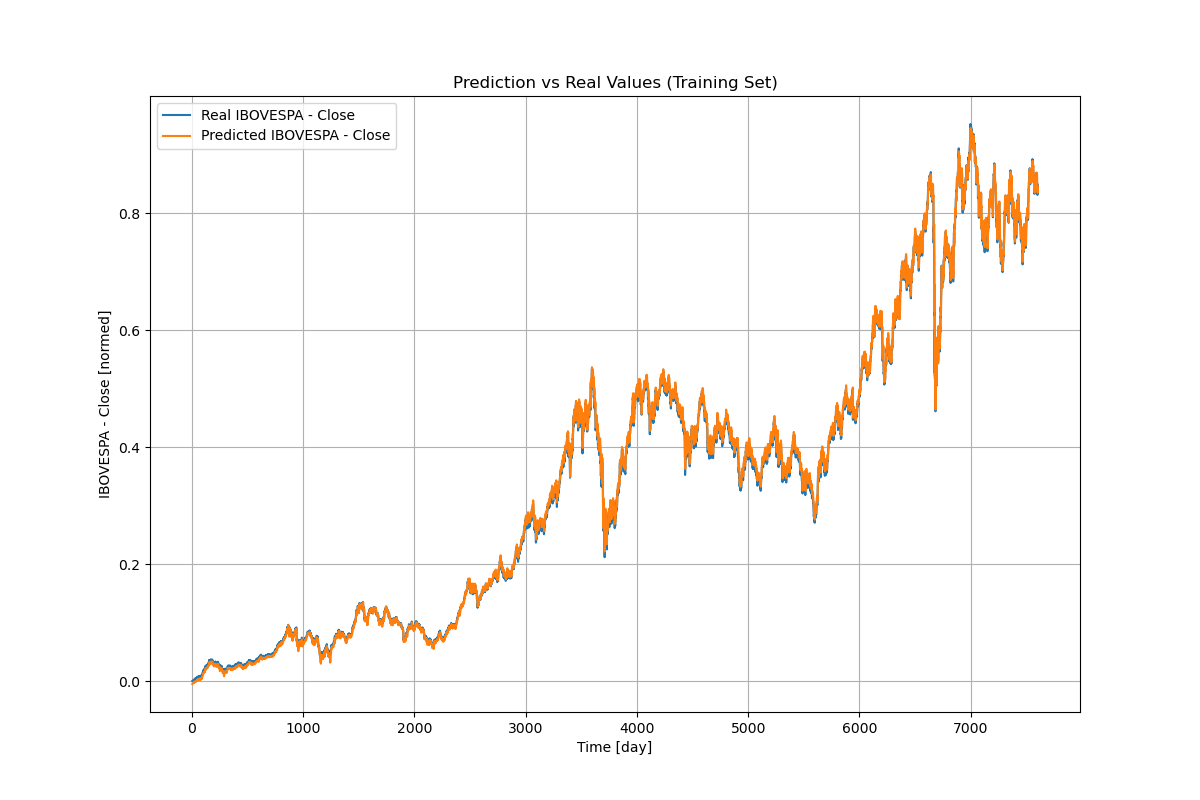 Prediction vs Real Values (Training Set)
Real IBOVESPA - Close
Predicted IBOVESPA - Close
IBOVESPA - Close [normed]
0.8
0.6
0.4
0.2
0.0
0 1000 2000 3000 4000 5000 6000 7000
Time [day]